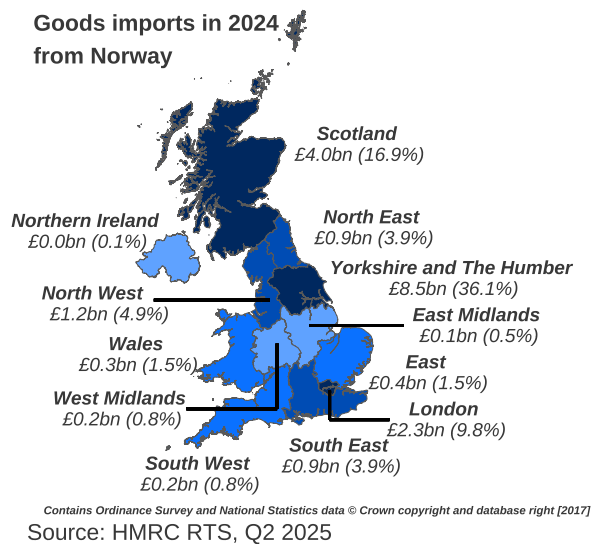 Goods imports in 2024
from Norway
Scotland
£4.0bn (16.9%)
Northern Ireland
£0.0bn (0.1%)
North East
£0.9bn (3.9%)
Yorkshire and The Humber
£8.5bn (36.1%)
North West
£1.2bn (4.9%)
East Midlands
£0.1bn (0.5%)
Wales
£0.3bn (1.5%)
East
£0.4bn (1.5%)
West Midlands
£0.2bn (0.8%)
London
£2.3bn (9.8%)
South East
£0.9bn (3.9%)
South West
£0.2bn (0.8%)
Contains Ordinance Survey and National Statistics data © Crown copyright and database right [2017]
Source: HMRC RTS, Q2 2025